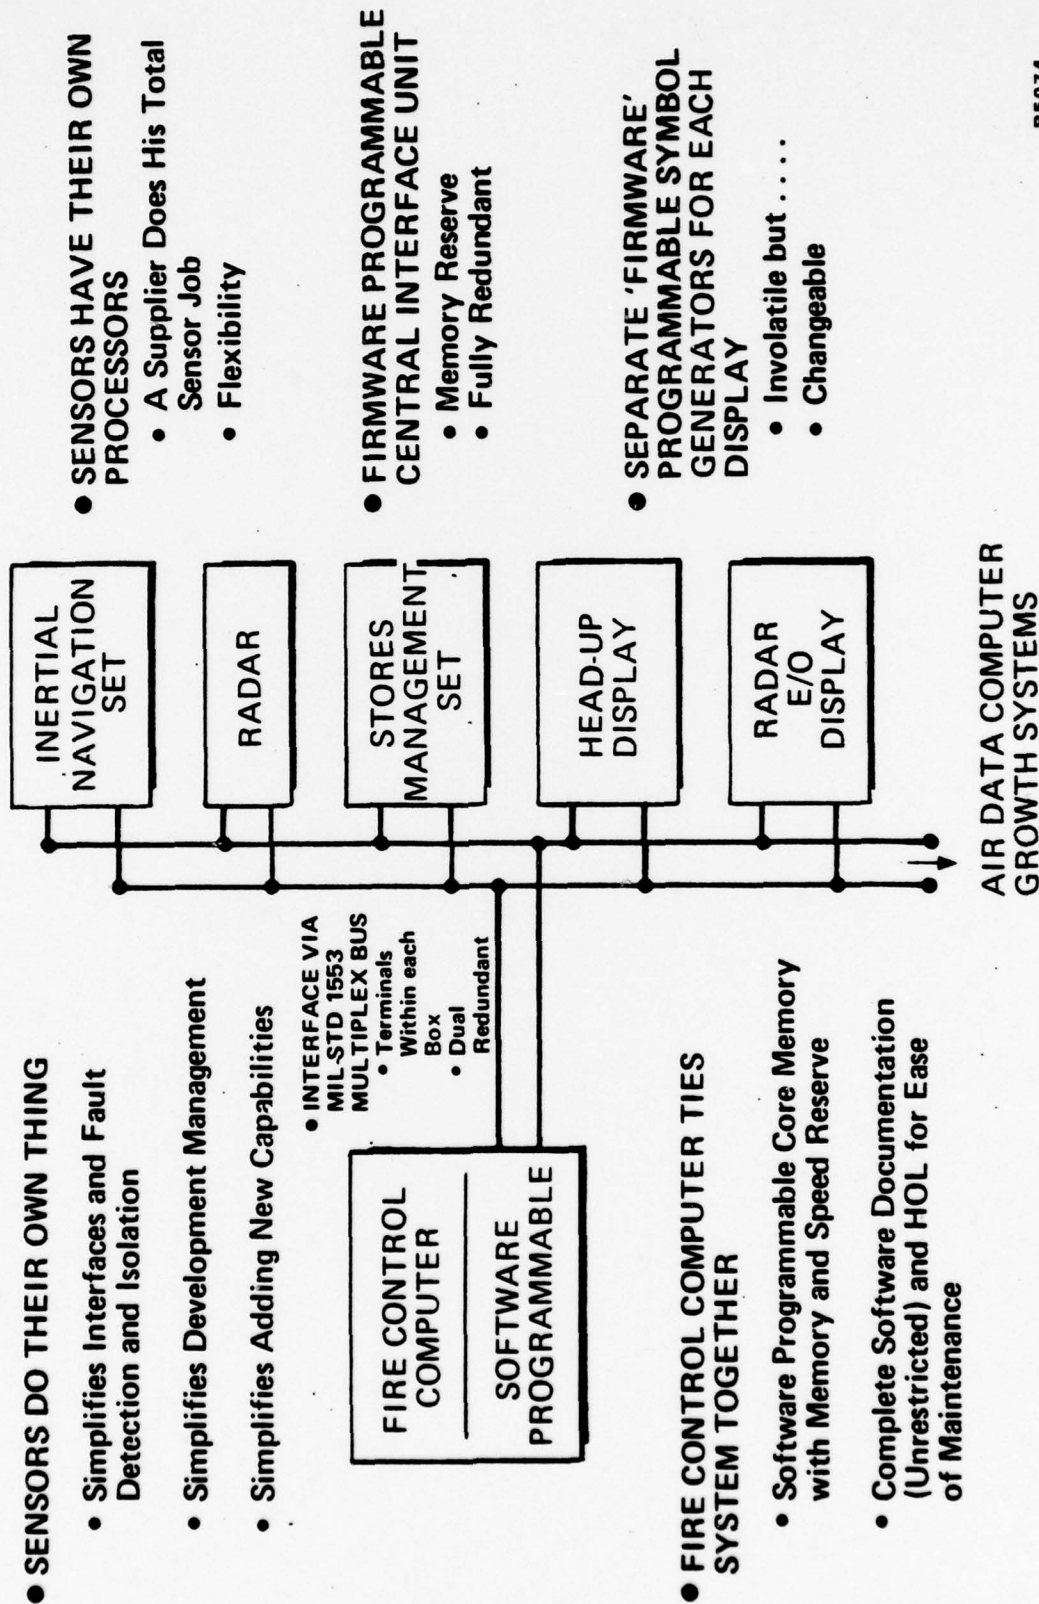 • SENSORS DO THEIR OWN THING
• Simplifies Interfaces and Fault
Detection and Isolation
• Simplifies Development Management
• Simplifies Adding New Capabilities
• INTERFACE VIA
MIL-STD 1553
MULTIPLEX BUS
• Terminals
Within each
Box
• Dual
Redundant
FIRE CONTROL
COMPUTER
SOFTWARE
PROGRAMMABLE
• FIRE CONTROL COMPUTER TIES
SYSTEM TOGETHER
• Software Programmable Core Memory
with Memory and Speed Reserve
• Complete Software Documentation
(Unrestricted) and HOL for Ease
of Maintenance
INERTIAL
NAVIGATION
SET
RADAR
STORES
MANAGEMENT
SET
HEAD-UP
DISPLAY
RADAR
E/O
DISPLAY
AIR DATA COMPUTER
GROWTH SYSTEMS
• SENSORS HAVE THEIR OWN
PROCESSORS
• A Supplier Does His Total
Sensor Job
• Flexibility
• FIRMWARE PROGRAMMABLE
CENTRAL INTERFACE UNIT
• Memory Reserve
• Fully Redundant
• SEPARATE 'FIRMWARE'
PROGRAMMABLE SYMBOL
GENERATORS FOR EACH
DISPLAY
• Involatile but . . . .
• Changeable